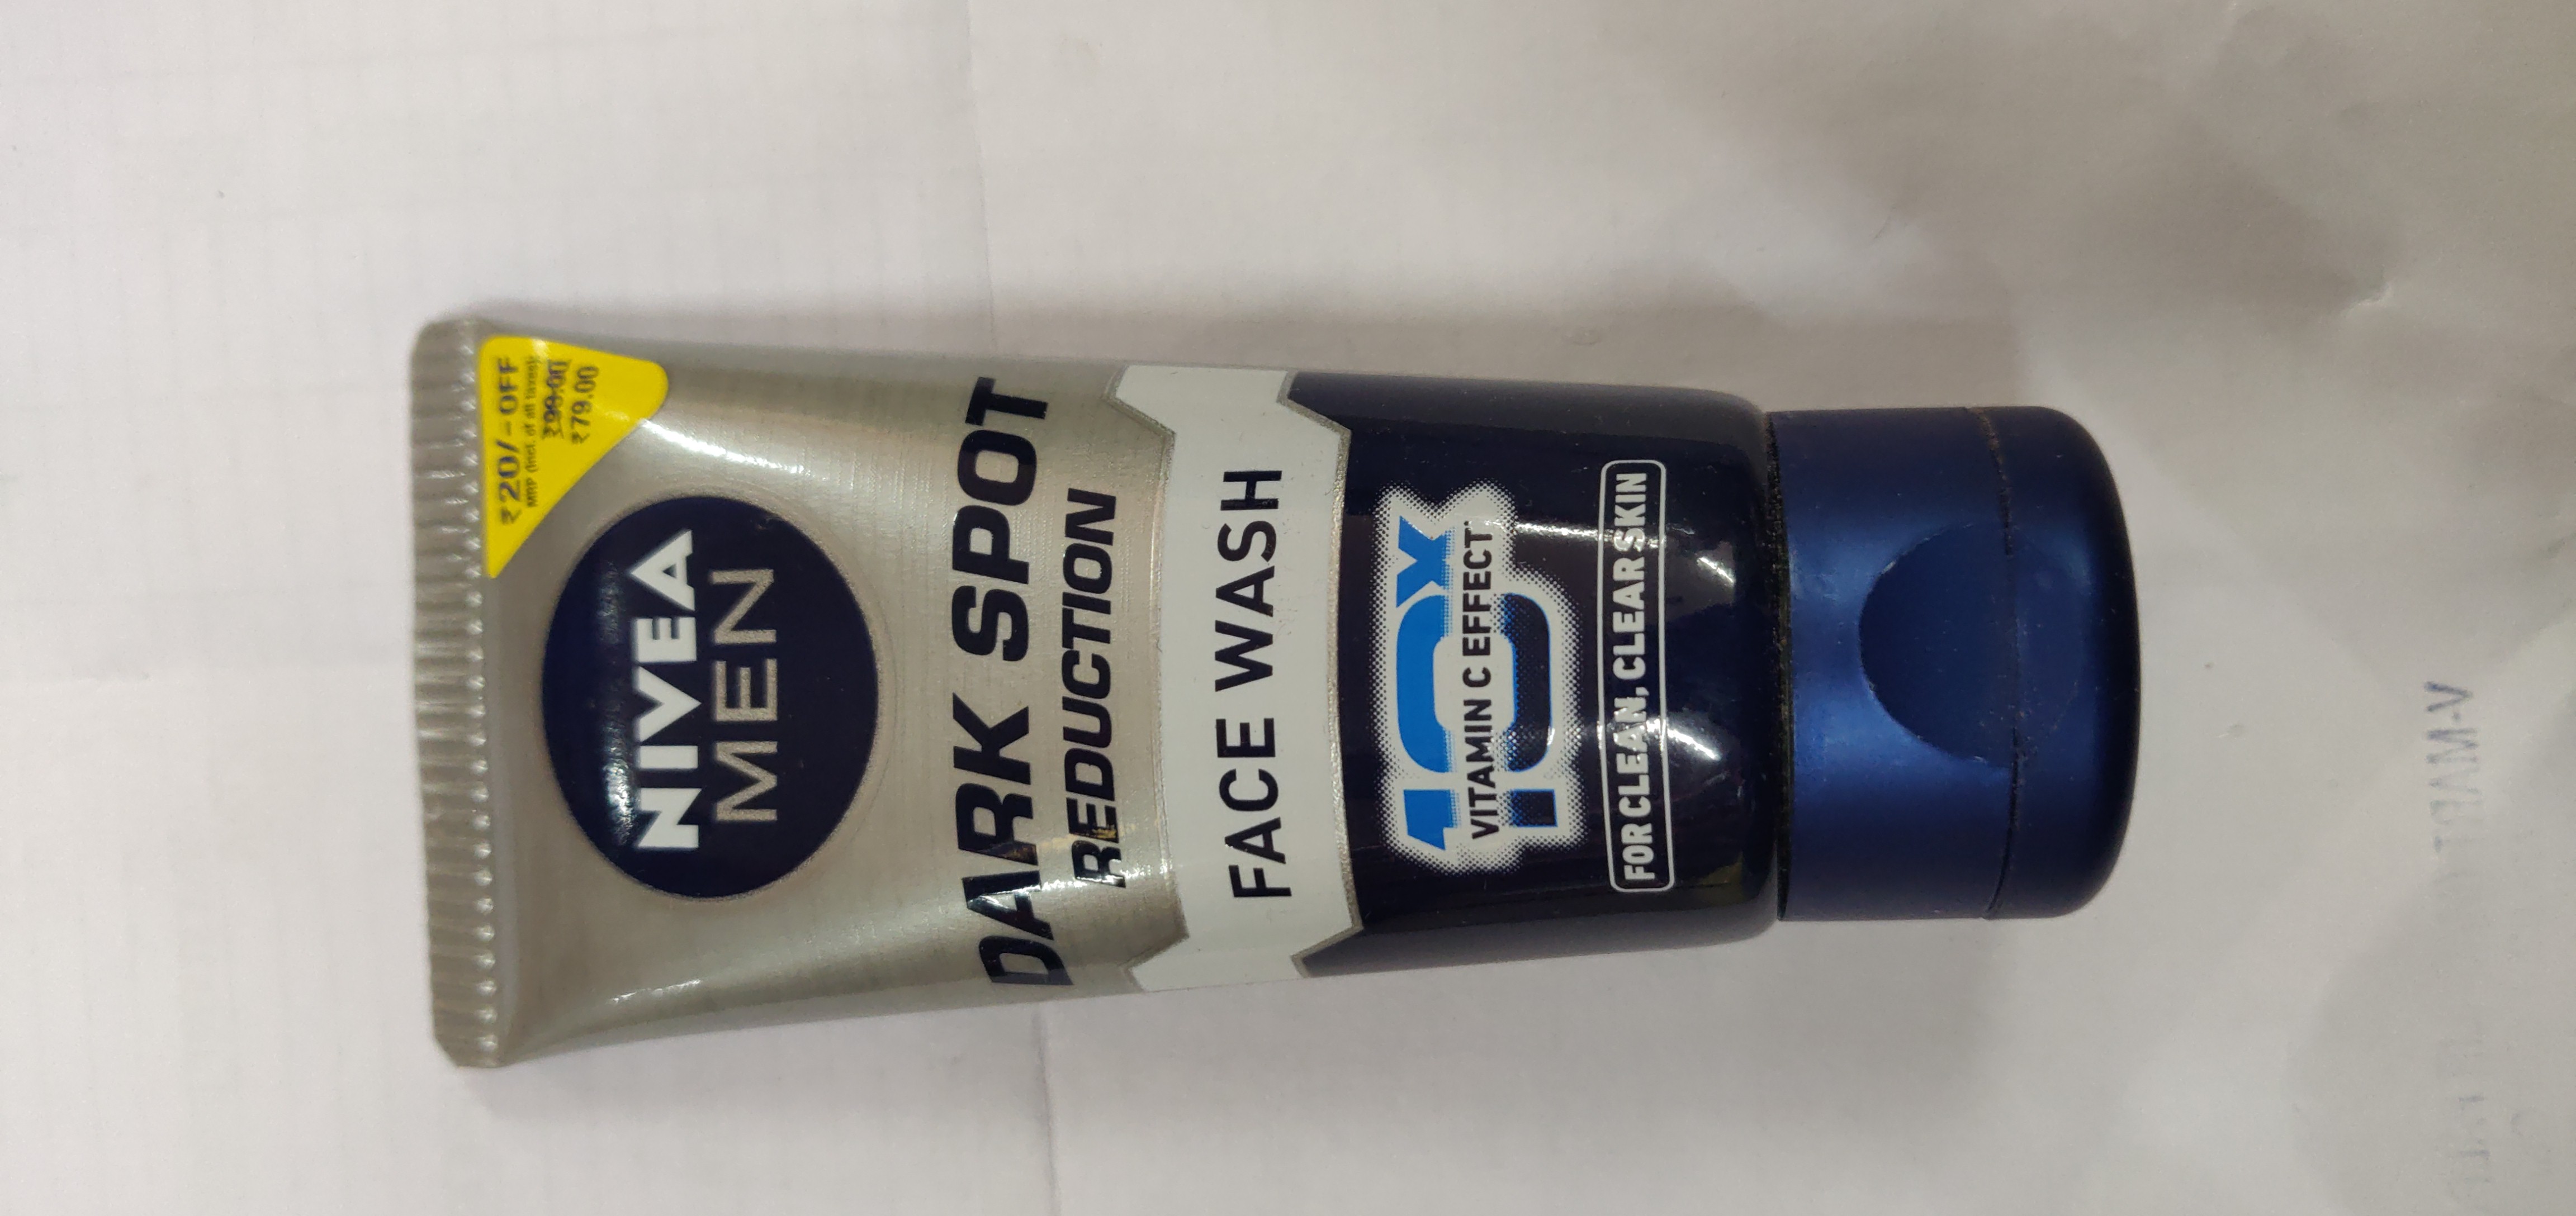 ₹20/- OFF
MRP (incl. of all taxes):
₹99.00
₹79.00
NIVEA
MEN
DARK SPOT
REDUCTION
FACE WASH
10X
VITAMIN C EFFECT*
FOR CLEAN, CLEAR SKIN
V-MART